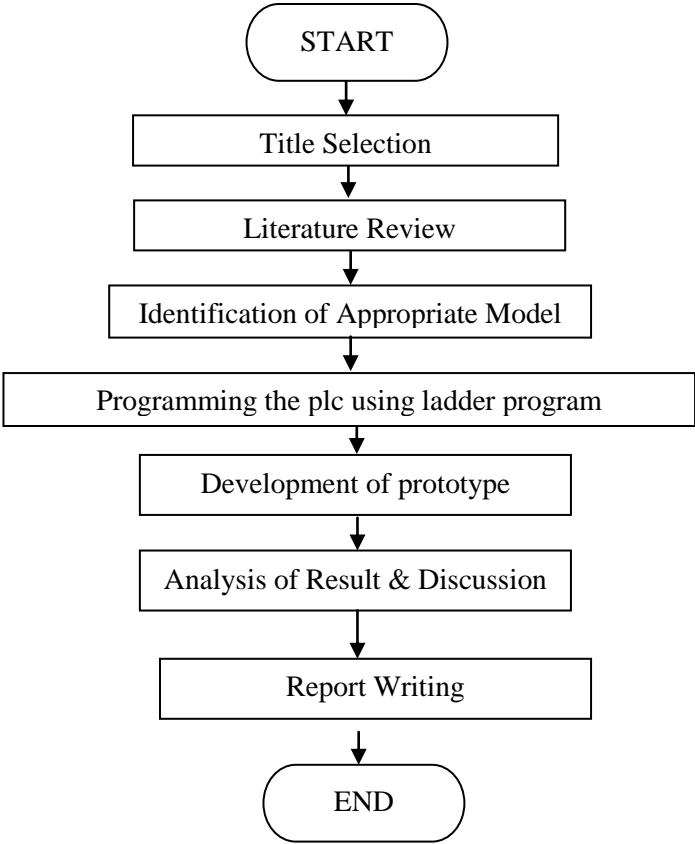 START
Title Selection
Literature Review
Identification of Appropriate Model
Programming the plc using ladder program
Development of prototype
Analysis of Result & Discussion
Report Writing
END